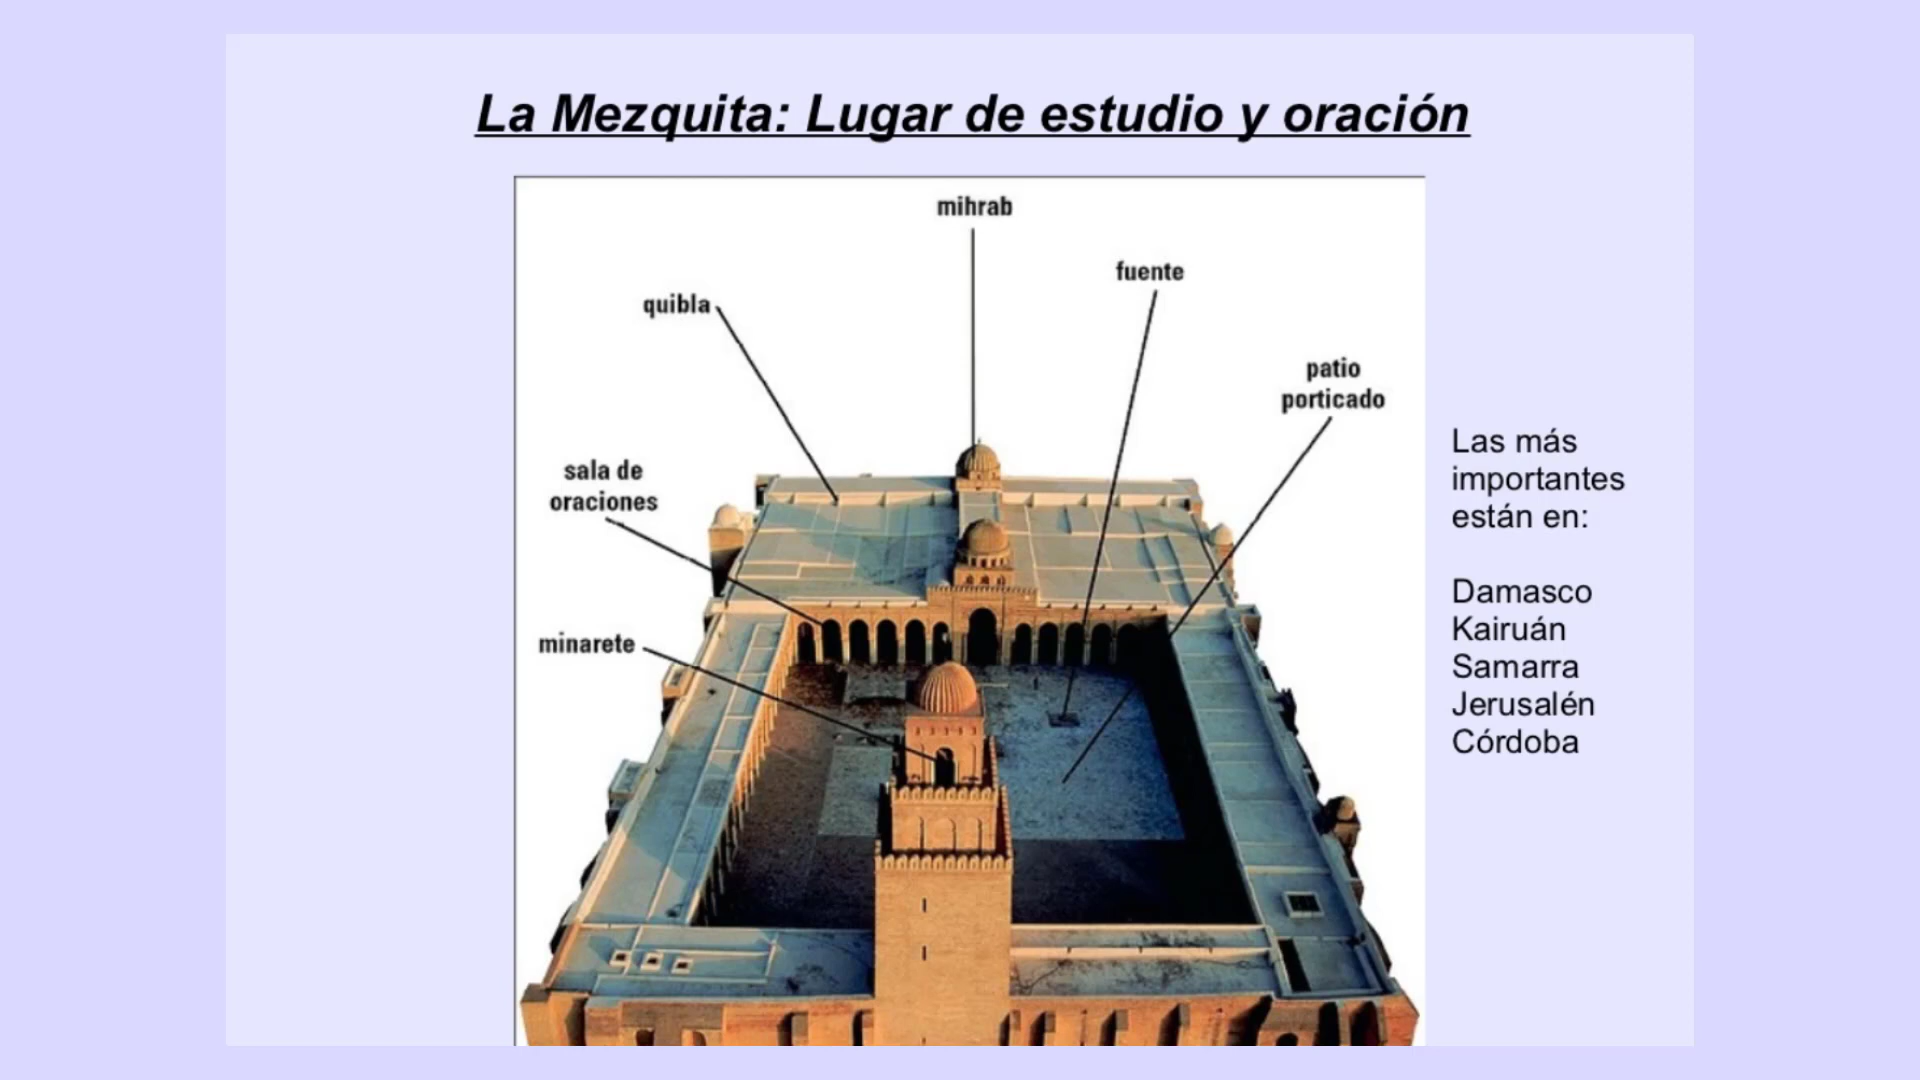 La Mezquita: Lugar de estudio y oración
mihrab
fuente
quibla
patio
porticado
sala de
oraciones
minarete
Las más
importantes
están en:
Damasco
Kairuán
Samarra
Jerusalén
Córdoba